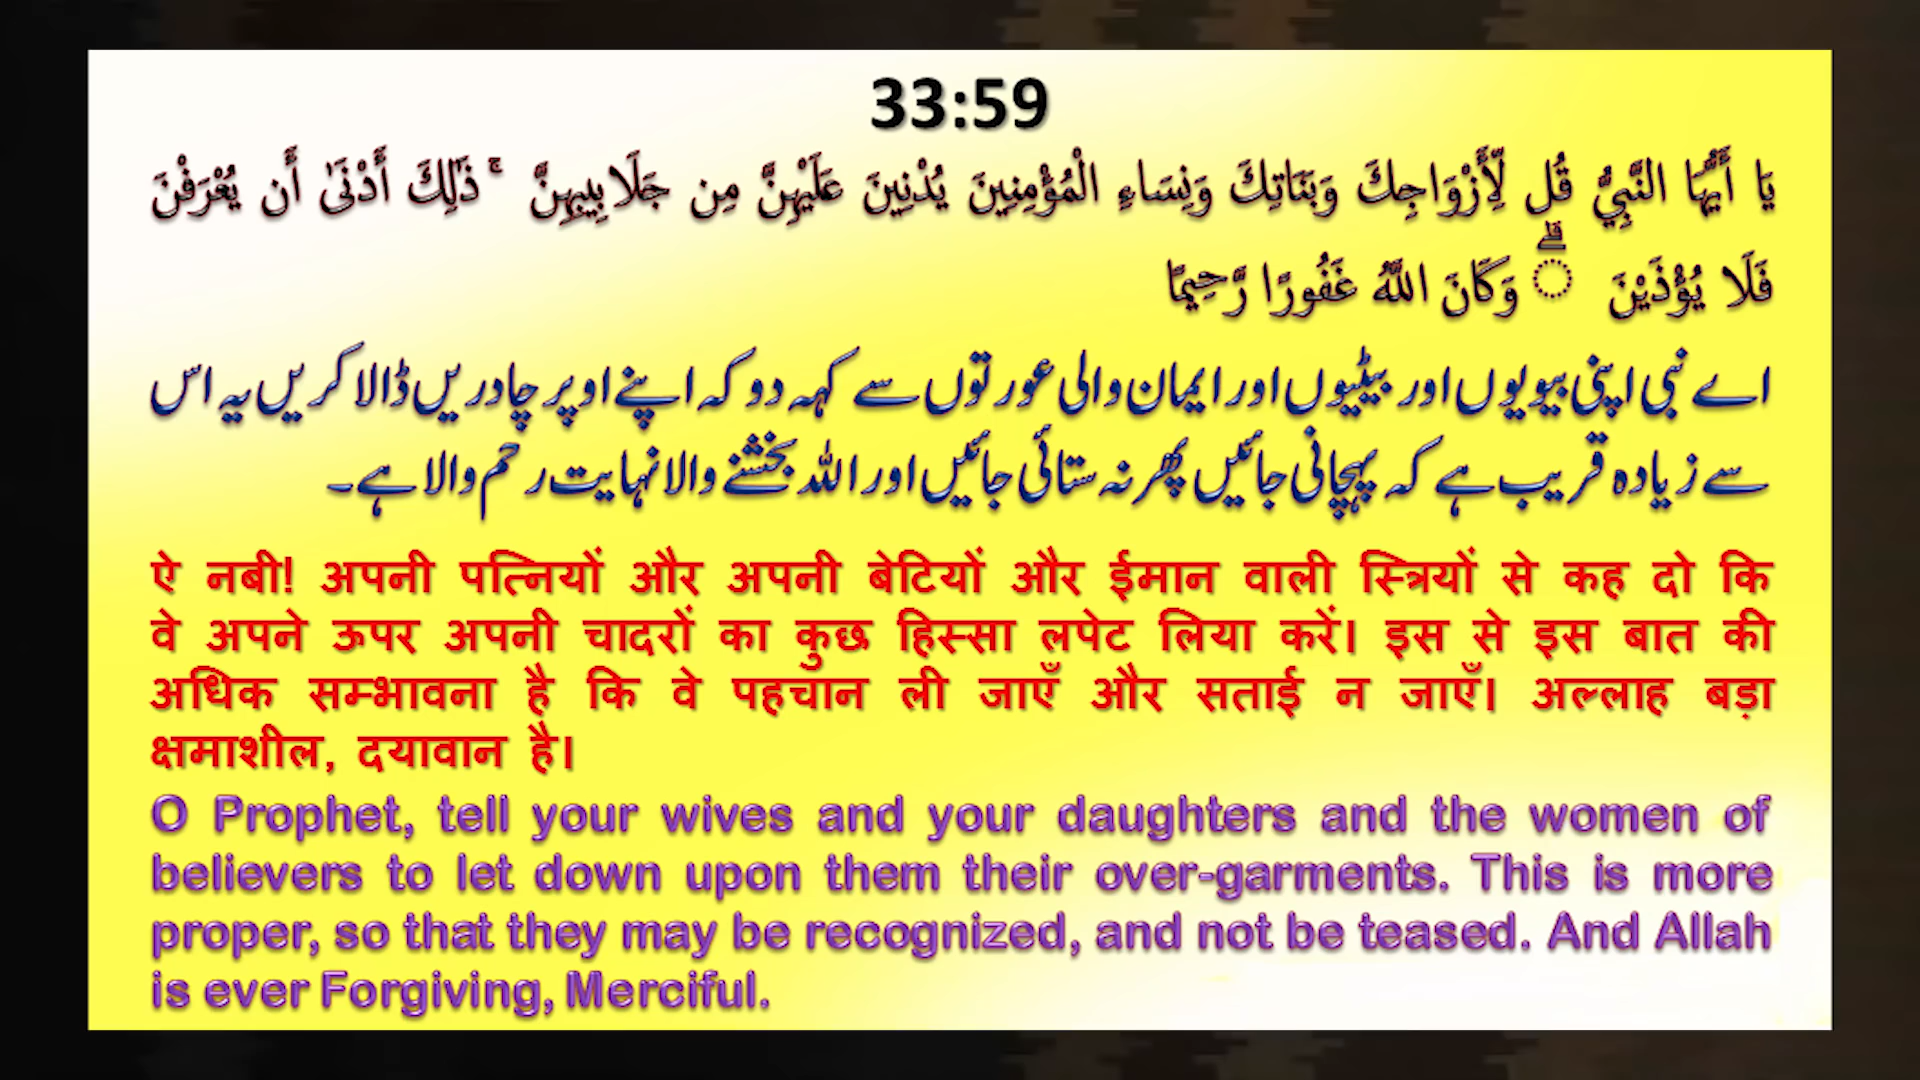 33:59
يَا أَيُّهَا النَّبِيُّ قُل لِّأَزْوَاجِكَ وَبَنَاتِكَ وَنِسَاءِ الْمُؤْمِنِينَ يُدْنِينَ عَلَيْهِنَّ مِن جَلَابِيبِهِنَّ ۚ ذَٰلِكَ أَدْنَىٰ أَن يُعْرَفْنَ
فَلَا يُؤْذَيْنَ ۗ وَكَانَ اللَّهُ غَفُورًا رَّحِيمًا
اے نبی اپنی بیویوں اور بیٹیوں اور ایمان والی عورتوں سے کہہ دو کہ اپنے اوپر چادریں ڈالا کریں یہ اس
سے زیادہ قریب ہے کہ پہچانی جائیں پھر نہ ستائی جائیں اور اللہ بخشنے والا نہایت رحم والا ہے۔
ऐ नबी! अपनी पत्नियों और अपनी बेटियों और ईमान वाली स्त्रियों से कह दो कि
वे अपने ऊपर अपनी चादरों का कुछ हिस्सा लपेट लिया करें। इस से इस बात की
अधिक सम्भावना है कि वे पहचान ली जाएँ और सताई न जाएँ। अल्लाह बड़ा
क्षमाशील, दयावान है।
O Prophet, tell your wives and your daughters and the women of
believers to let down upon them their over-garments. This is more
proper, so that they may be recognized, and not be teased. And Allah
is ever Forgiving, Merciful.